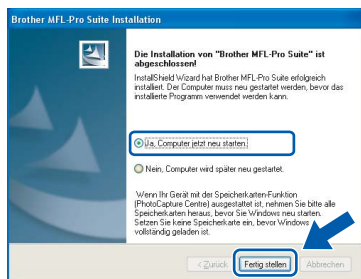 Brother MFL-Pro Suite Installation
Die Installation von "Brother MFL-Pro Suite" ist
abgeschlossen!
InstallShield Wizard hat Brother MFL-Pro Suite erfolgreich
installiert. Der Computer muss neu gestartet werden, bevor das
installierte Programm verwendet werden kann.
Ja, Computer jetzt neu starten.
Nein, Computer wird später neu gestartet.
Wenn Ihr Gerät mit der Speicherkarten-Funktion
(PhotoCapture Centre) ausgestattet ist, nehmen Sie bitte alle
Speicherkarten heraus, bevor Sie Windows neu starten.
Setzen Sie keine Speicherkarte ein, bevor Windows
vollständig geladen ist.
< Zurück
Fertig stellen
Abbrechen